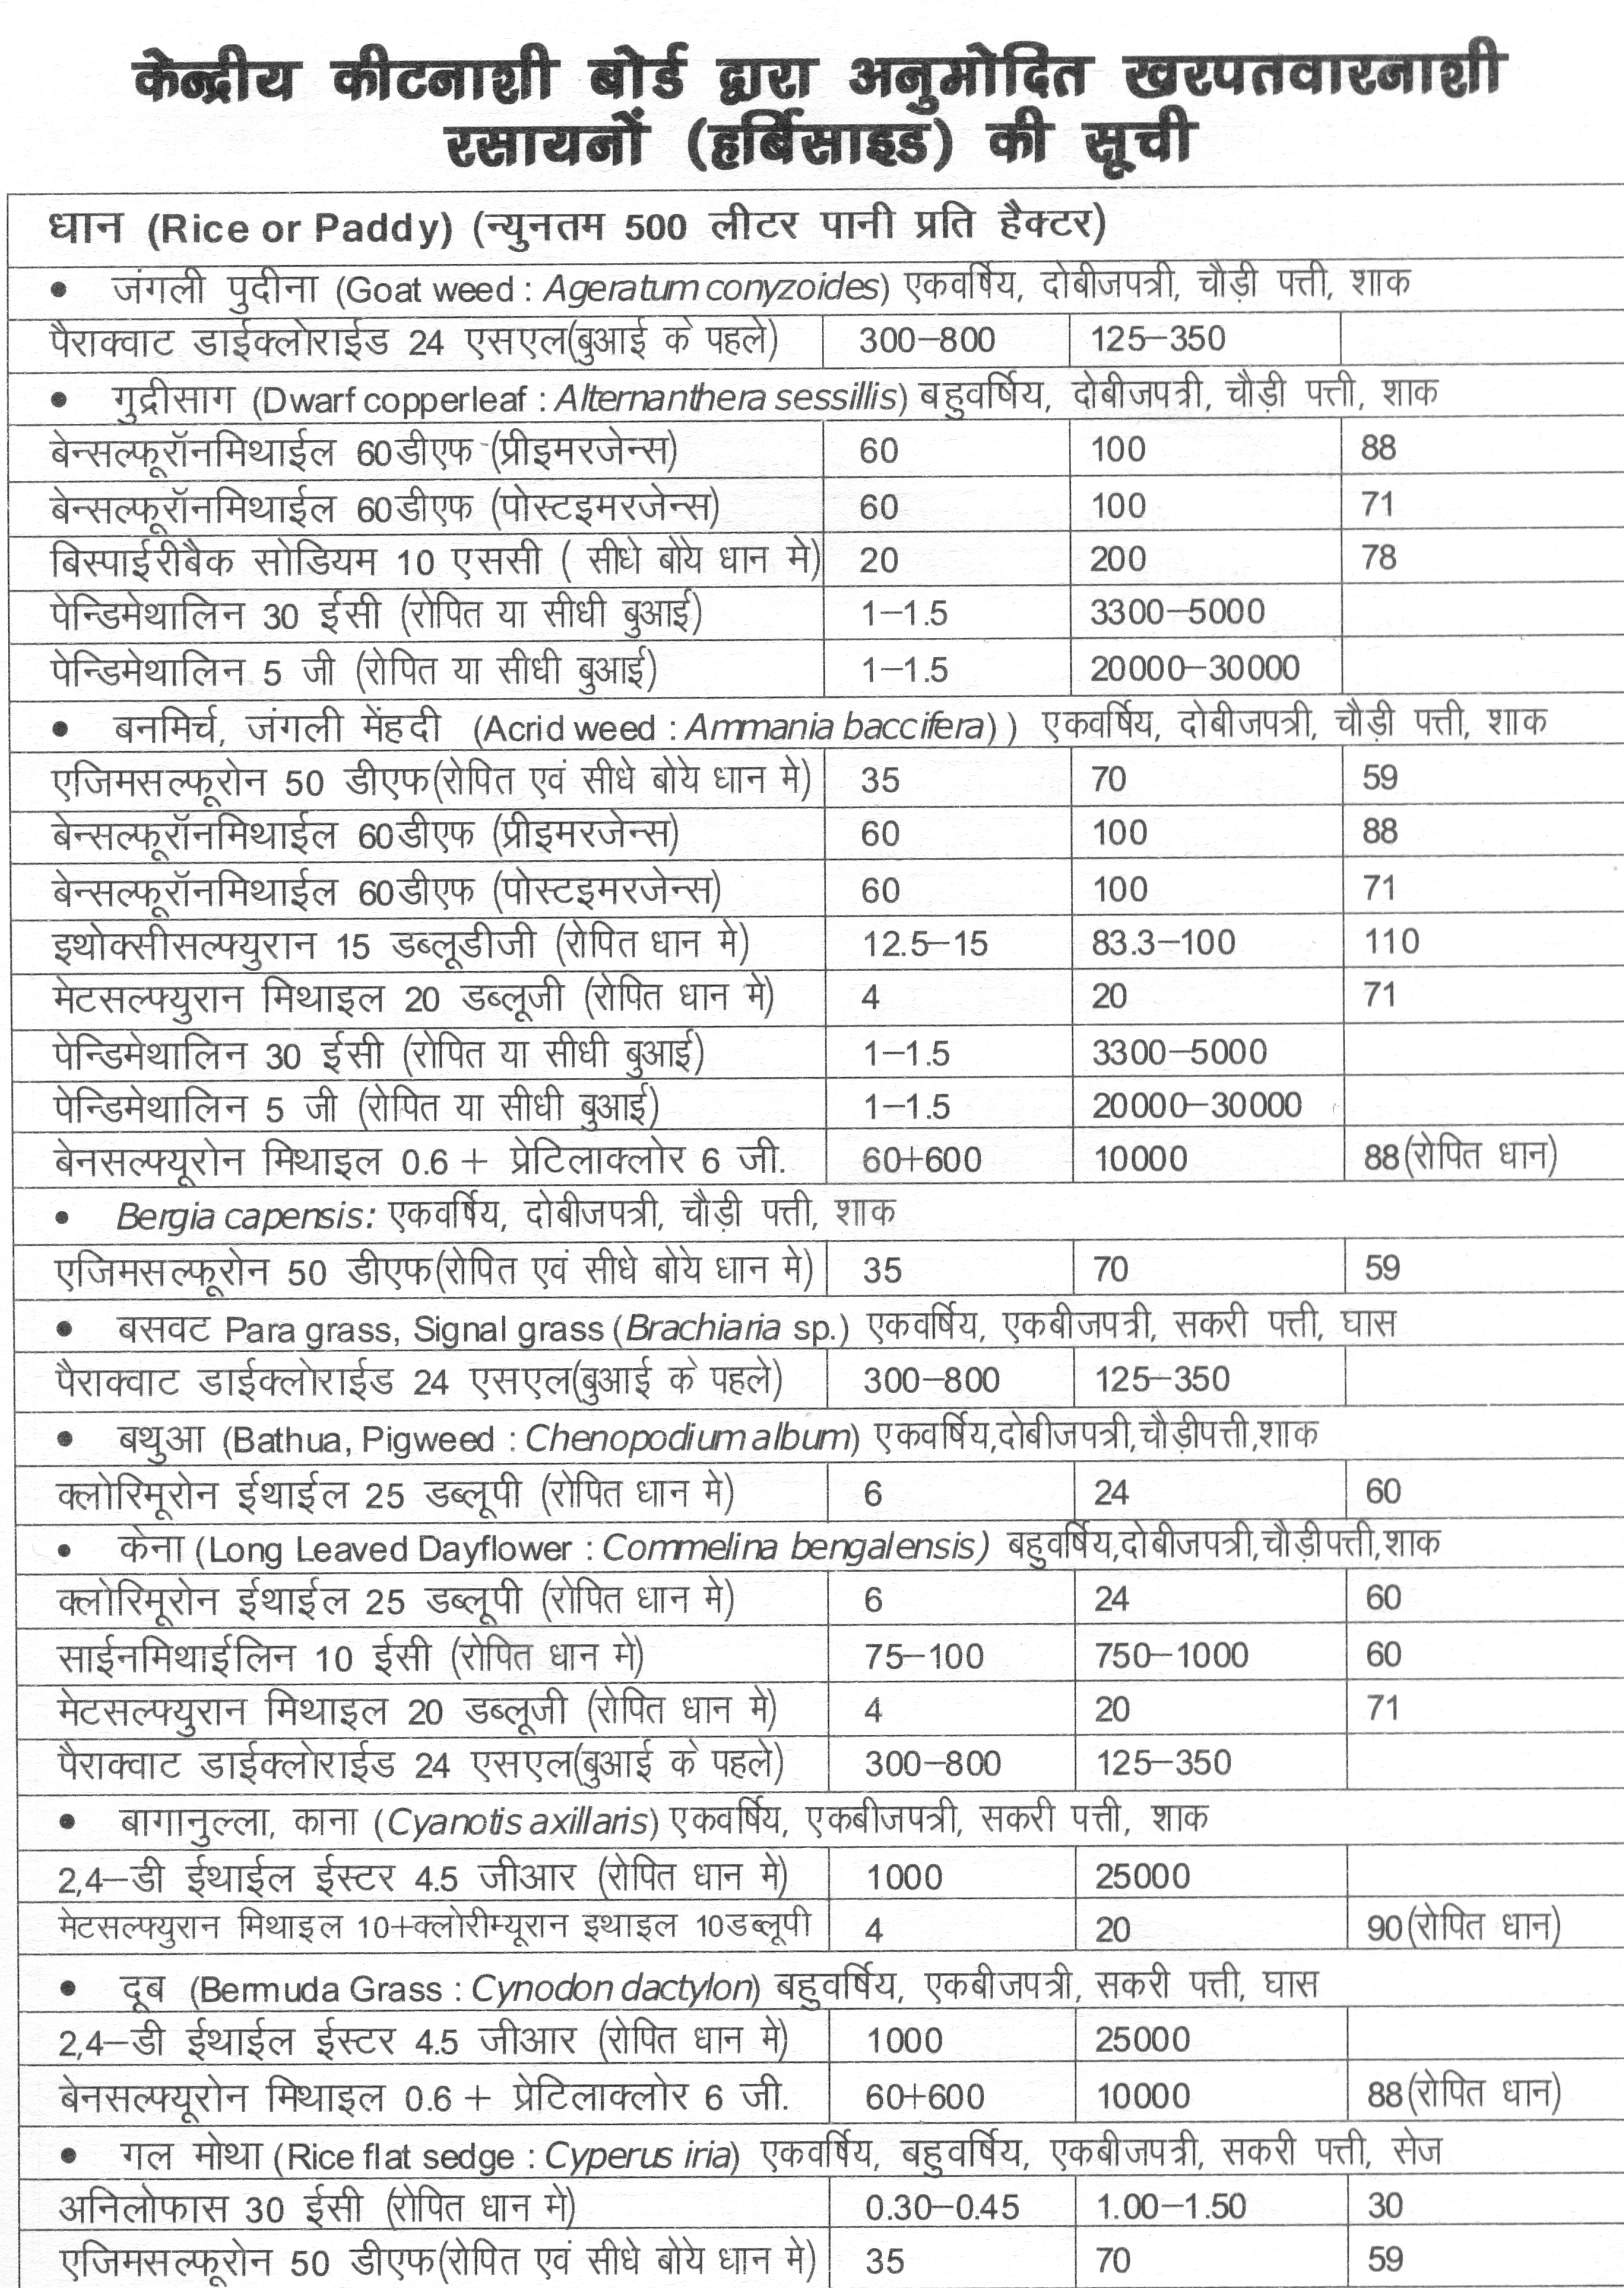 केन्द्रीय कीटनाशी बोर्ड द्वारा अनुमोदित खरपतवारनाशी
रसायनों (हर्बिसाइड) की सूची
धान (Rice or Paddy) (न्युनतम 500 लीटर पानी प्रति हैक्टर)
• जंगली पुदीना (Goat weed : Ageratum conyzoides) एकवर्षिय, दोबीजपत्री, चौड़ी पत्ती, शाक
पैराक्वाट डाईक्लोराईड 24 एसएल(बुआई के पहले) 300–800 125–350
• गुद्रीसाग (Dwarf copperleaf : Alternanthera sessillis) बहुवर्षिय, दोबीजपत्री, चौड़ी पत्ती, शाक
बेन्सल्फूरॉनमिथाईल 60डीएफ (प्रीइमरजेन्स) 60 100 88
बेन्सल्फूरॉनमिथाईल 60डीएफ (पोस्टइमरजेन्स) 60 100 71
बिस्पाईरीबैक सोडियम 10 एससी ( सीधे बोये धान मे) 20 200 78
पेन्डिमेथालिन 30 ईसी (रोपित या सीधी बुआई) 1–1.5 3300–5000
पेन्डिमेथालिन 5 जी (रोपित या सीधी बुआई) 1–1.5 20000–30000
• बनमिर्च, जंगली मेंहदी (Acrid weed : Ammania baccifera) ) एकवर्षिय, दोबीजपत्री, चौड़ी पत्ती, शाक
एजिमसल्फूरोन 50 डीएफ(रोपित एवं सीधे बोये धान मे) 35 70 59
बेन्सल्फूरॉनमिथाईल 60डीएफ (प्रीइमरजेन्स) 60 100 88
बेन्सल्फूरॉनमिथाईल 60डीएफ (पोस्टइमरजेन्स) 60 100 71
इथोक्सीसल्फ्युरान 15 डब्लूडीजी (रोपित धान मे) 12.5–15 83.3–100 110
मेटसल्फ्युरान मिथाइल 20 डब्लूजी (रोपित धान मे) 4 20 71
पेन्डिमेथालिन 30 ईसी (रोपित या सीधी बुआई) 1–1.5 3300–5000
पेन्डिमेथालिन 5 जी (रोपित या सीधी बुआई) 1–1.5 20000–30000
बेनसल्फ्यूरोन मिथाइल 0.6 + प्रेटिलाक्लोर 6 जी. 60+600 10000 88(रोपित धान)
• Bergia capensis: एकवर्षिय, दोबीजपत्री, चौड़ी पत्ती, शाक
एजिमसल्फूरोन 50 डीएफ(रोपित एवं सीधे बोये धान मे) 35 70 59
• बसवट Para grass, Signal grass (Brachiaria sp.) एकवर्षिय, एकबीजपत्री, सकरी पत्ती, घास
पैराक्वाट डाईक्लोराईड 24 एसएल(बुआई के पहले) 300–800 125–350
• बथुआ (Bathua, Pigweed : Chenopodium album) एकवर्षिय,दोबीजपत्री,चौड़ीपत्ती,शाक
क्लोरिमूरोन ईथाईल 25 डब्लूपी (रोपित धान मे) 6 24 60
• केना (Long Leaved Dayflower : Commelina bengalensis) बहुवर्षिय,दोबीजपत्री,चौड़ीपत्ती,शाक
क्लोरिमूरोन ईथाईल 25 डब्लूपी (रोपित धान मे) 6 24 60
साईनमिथाईलिन 10 ईसी (रोपित धान मे) 75–100 750–1000 60
मेटसल्फ्युरान मिथाइल 20 डब्लूजी (रोपित धान मे) 4 20 71
पैराक्वाट डाईक्लोराईड 24 एसएल(बुआई के पहले) 300–800 125–350
• बागानुल्ला, काना (Cyanotis axillaris) एकवर्षिय, एकबीजपत्री, सकरी पत्ती, शाक
2,4–डी ईथाईल ईस्टर 4.5 जीआर (रोपित धान मे) 1000 25000
मेटसल्फ्युरान मिथाइल 10+क्लोरीम्यूरान इथाइल 10डब्लूपी 4 20 90(रोपित धान)
• दूब (Bermuda Grass : Cynodon dactylon) बहुवर्षिय, एकबीजपत्री, सकरी पत्ती, घास
2,4–डी ईथाईल ईस्टर 4.5 जीआर (रोपित धान मे) 1000 25000
बेनसल्फ्यूरोन मिथाइल 0.6 + प्रेटिलाक्लोर 6 जी. 60+600 10000 88(रोपित धान)
• गल मोथा (Rice flat sedge : Cyperus iria) एकवर्षिय, बहुवर्षिय, एकबीजपत्री, सकरी पत्ती, सेज
अनिलोफास 30 ईसी (रोपित धान मे) 0.30–0.45 1.00–1.50 30
एजिमसल्फूरोन 50 डीएफ(रोपित एवं सीधे बोये धान मे) 35 70 59